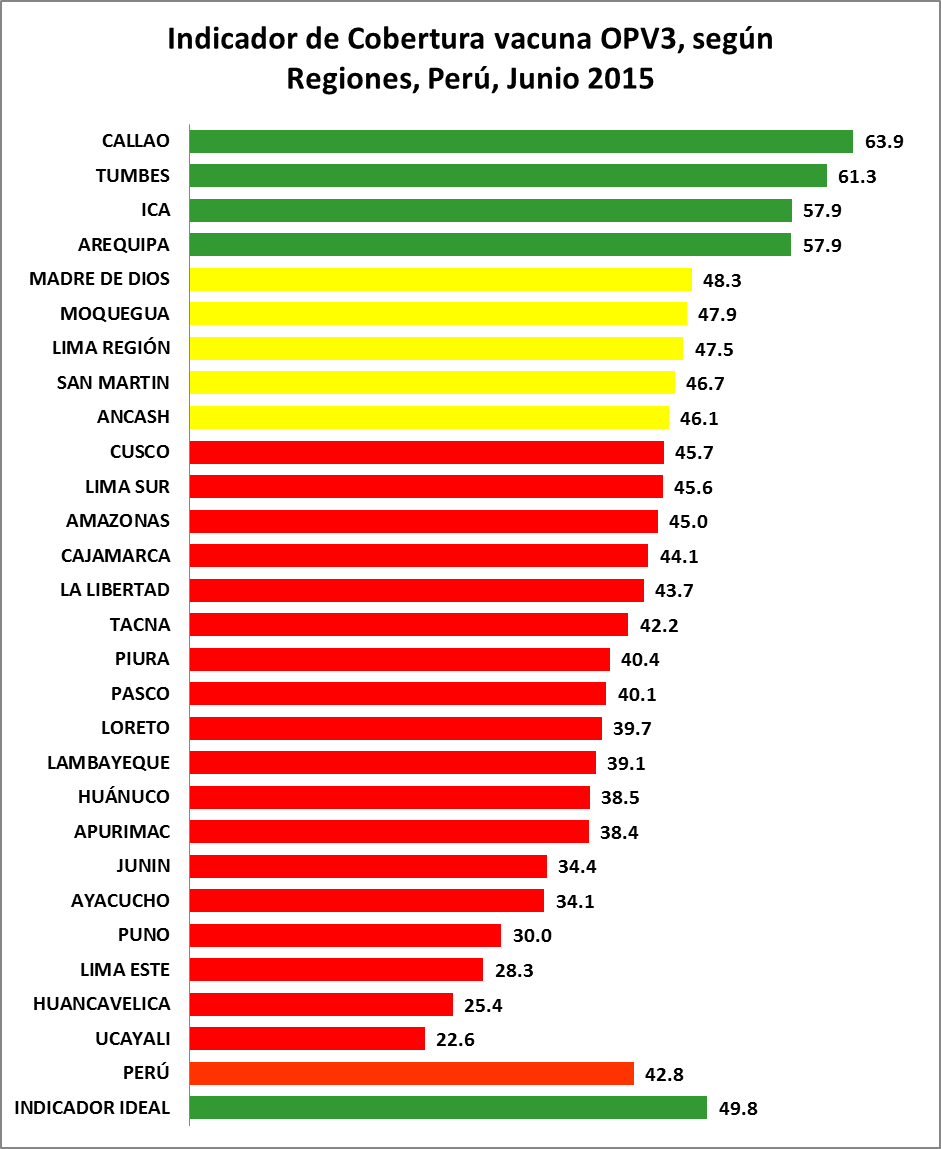 Indicador de Cobertura vacuna OPV3, según
Regiones, Perú, Junio 2015
CALLAO 63.9
TUMBES 61.3
ICA 57.9
AREQUIPA 57.9
MADRE DE DIOS 48.3
MOQUEGUA 47.9
LIMA REGIÓN 47.5
SAN MARTIN 46.7
ANCASH 46.1
CUSCO 45.7
LIMA SUR 45.6
AMAZONAS 45.0
CAJAMARCA 44.1
LA LIBERTAD 43.7
TACNA 42.2
PIURA 40.4
PASCO 40.1
LORETO 39.7
LAMBAYEQUE 39.1
HUÁNUCO 38.5
APURIMAC 38.4
JUNIN 34.4
AYACUCHO 34.1
PUNO 30.0
LIMA ESTE 28.3
HUANCAVELICA 25.4
UCAYALI 22.6
PERÚ 42.8
INDICADOR IDEAL 49.8